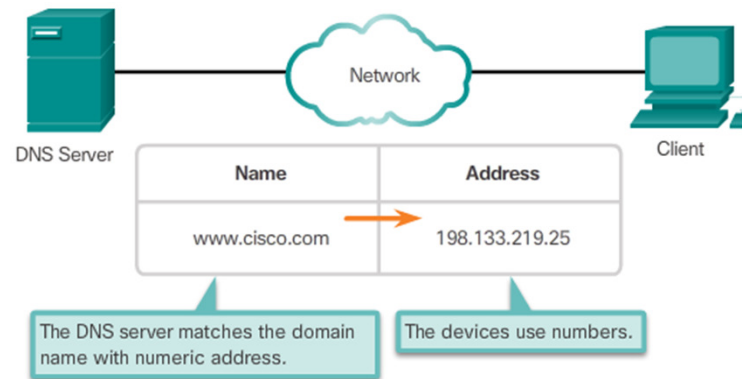 Network
DNS Server
Client
Name
Address
www.cisco.com
198.133.219.25
The DNS server matches the domain
name with numeric address.
The devices use numbers.